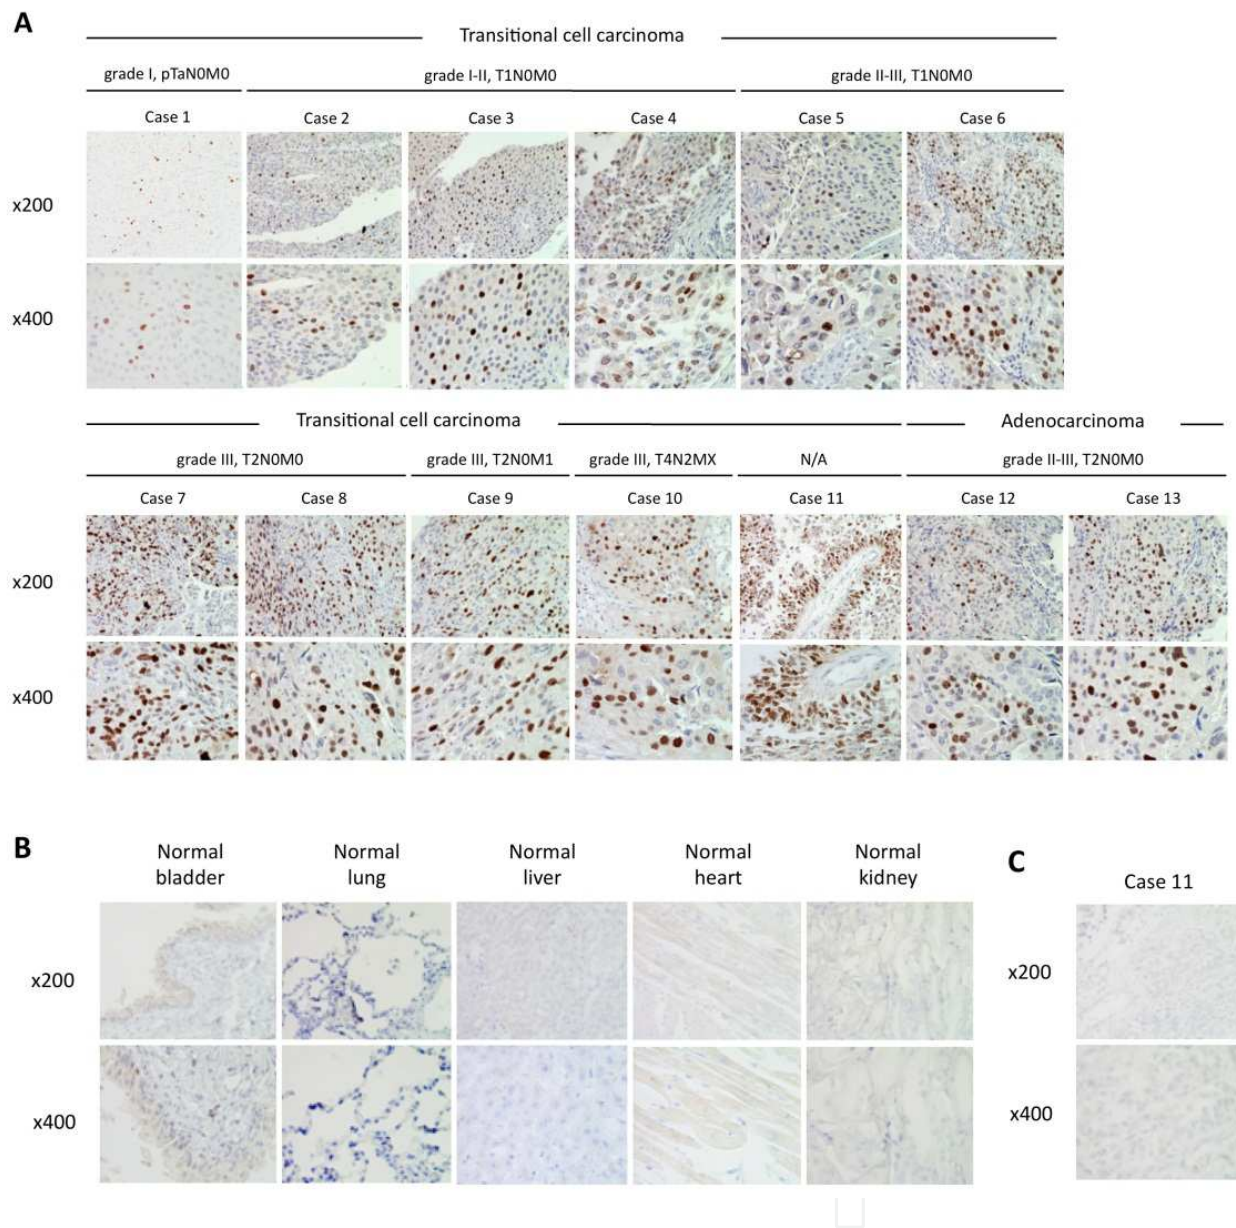 A
Transitional cell carcinoma
grade I, pTaN0M0 grade I-II, T1N0M0 grade II-III, T1N0M0
Case 1 Case 2 Case 3 Case 4 Case 5 Case 6
x200
x400
Transitional cell carcinoma Adenocarcinoma
grade III, T2N0M0 grade III, T2N0M1 grade III, T4N2MX N/A grade II-III, T2N0M0
Case 7 Case 8 Case 9 Case 10 Case 11 Case 12 Case 13
x200
x400
B
Normal bladder
Normal lung
Normal liver
Normal heart
Normal kidney
x200
x400
C
Case 11
x200
x400